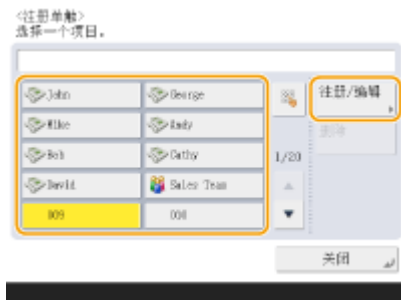 <注册单触>
选择一个项目。
John
George
注册/编辑
Mike
Andy
删除
Bob
Cathy
1/20
David
Sales Team
009
010
关闭